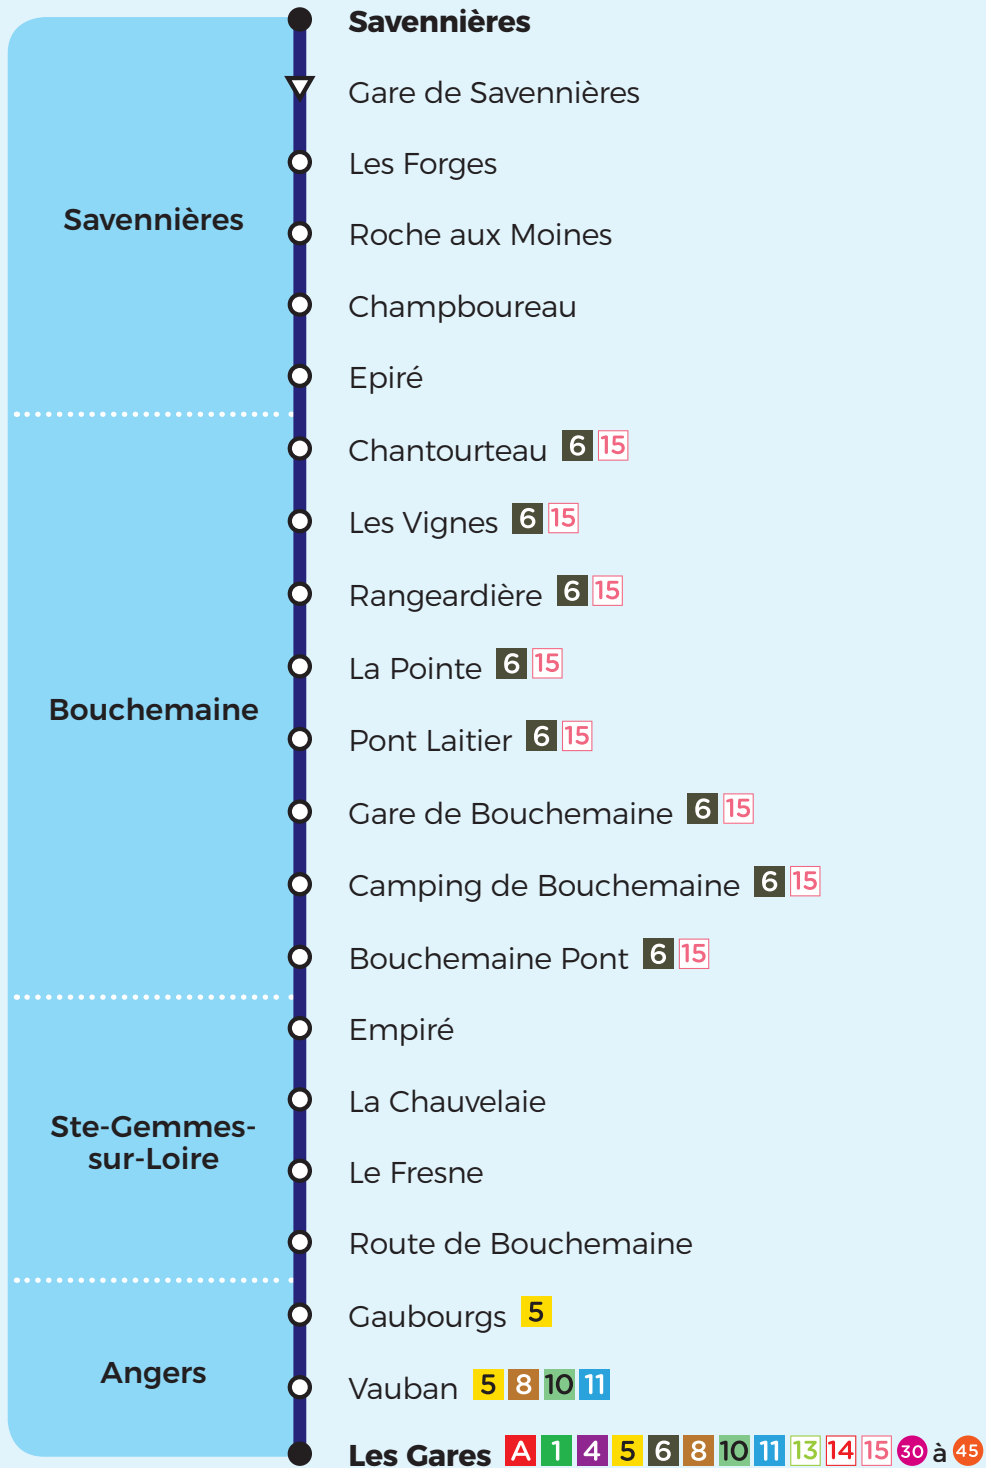 Savennières
Gare de Savennières
Les Forges
Savennières
Roche aux Moines
Champboureau
Epiré
Chantourteau 6 15
Les Vignes 6 15
Rangeardière 6 15
La Pointe 6 15
Bouchemaine
Pont Laitier 6 15
Gare de Bouchemaine 6 15
Camping de Bouchemaine 6 15
Bouchemaine Pont 6 15
Empiré
La Chauvelaie
Ste-Gemmes-
sur-Loire
Le Fresne
Route de Bouchemaine
Gaubourgs 5
Angers
Vauban 5 8 10 11
Les Gares A 1 4 5 6 8 10 11 13 14 15 30 à 45